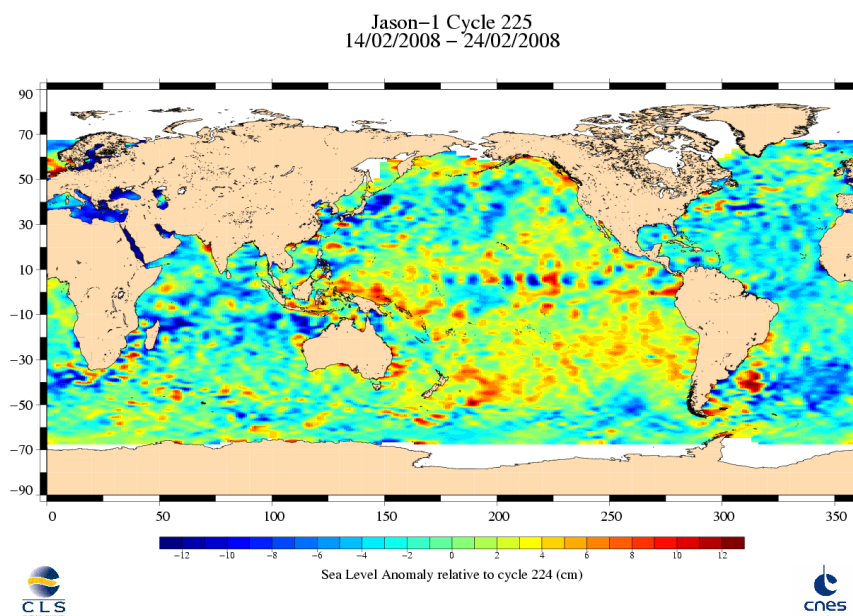 Jason−1 Cycle 225
14/02/2008 − 24/02/2008
90
70
50
30
10
−10
−30
−50
−70
−90
0 50 100 150 200 250 300 350
−12 −10 −8 −6 −4 −2 0 2 4 6 8 10 12
Sea Level Anomaly relative to cycle 224 (cm)
CLS
cnes